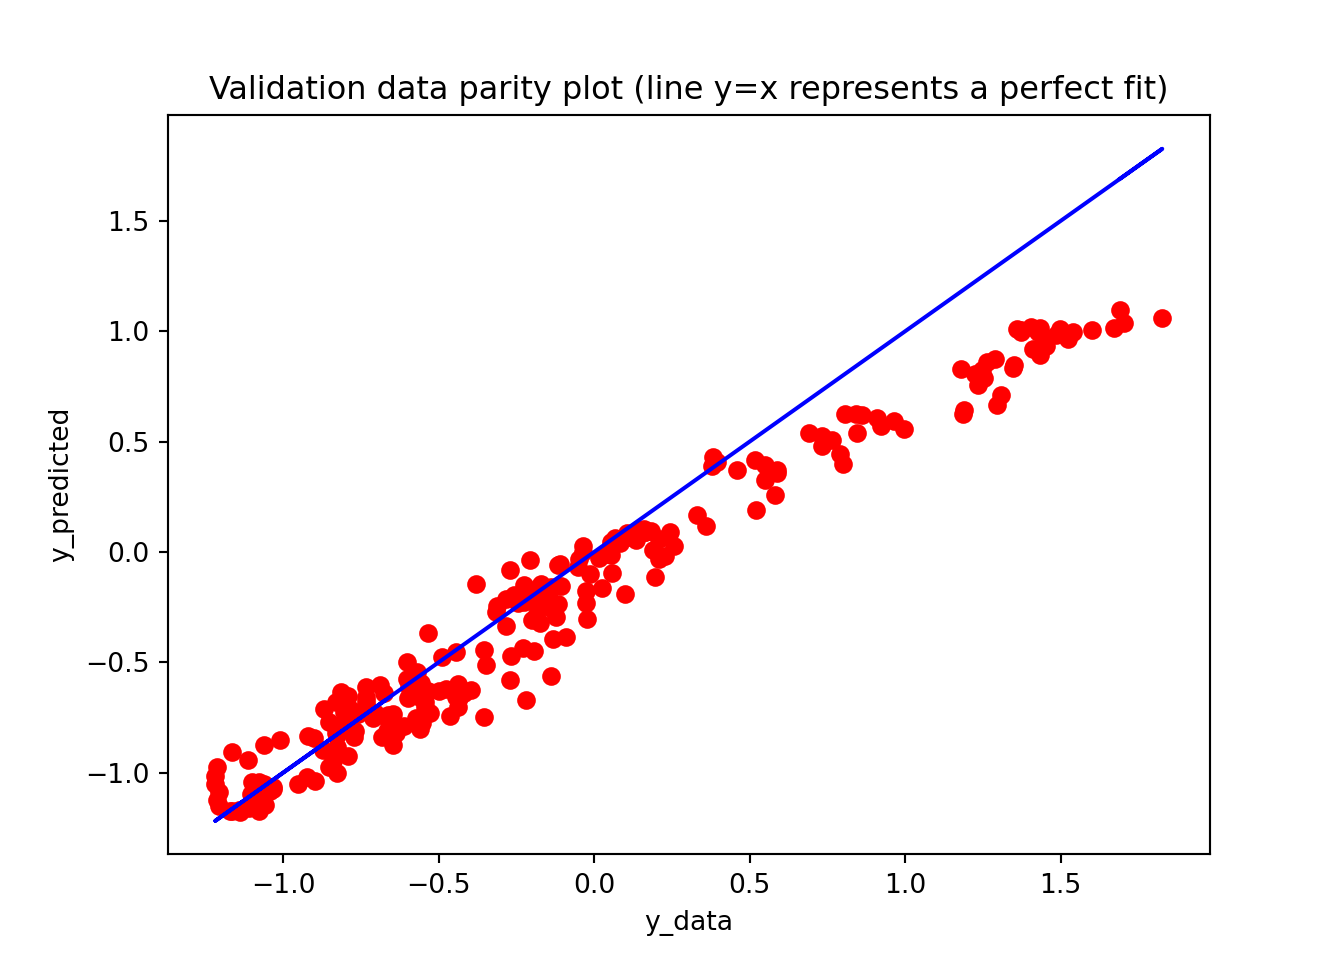 Validation data parity plot (line y=x represents a perfect fit)
1.5
1.0
0.5
0.0
−0.5
−1.0
y_predicted
−1.0 −0.5 0.0 0.5 1.0 1.5
y_data